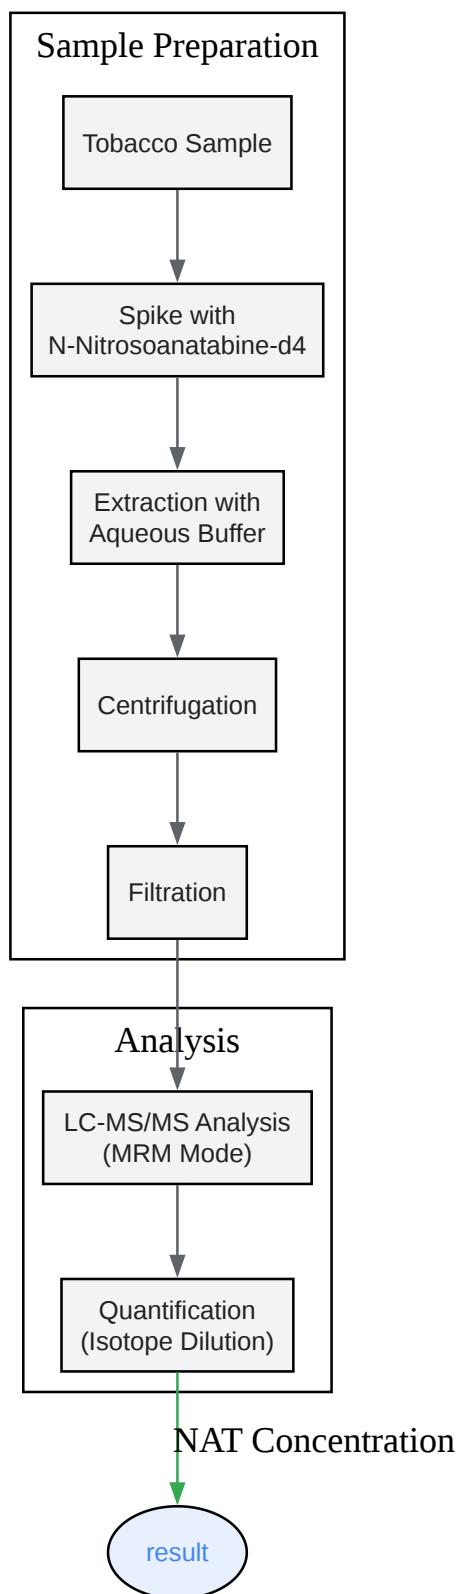 Sample Preparation
Tobacco Sample
Spike with
N-Nitrosoanatabine-d4
Extraction with
Aqueous Buffer
Centrifugation
Filtration
Analysis
LC-MS/MS Analysis
(MRM Mode)
Quantification
(Isotope Dilution)
NAT Concentration
result